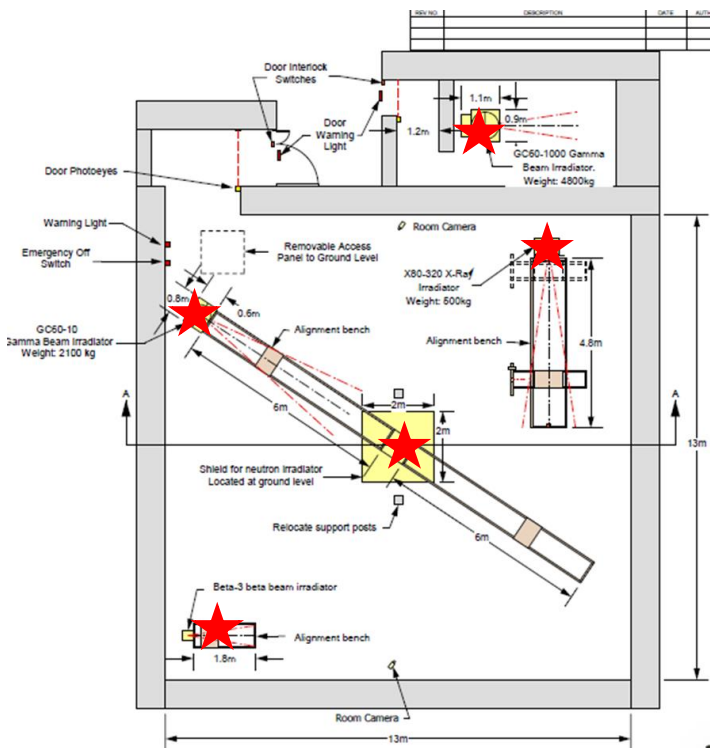 REV NO
DESCRIPTION
DATE
Door Interlock
Switches
Door
Warning
Light
1.1m
0.9m
1.2m
GC60-1000 Gamma
Beam Irradiator.
Weight: 4800kg
Door Photoeyes
Warning Light
Emergency Off
Switch
Removable Access
Panel to Ground Level
Room Camera
X80-320 X-Ray
Irradiator
Weight: 500kg
0.8m
0.6m
GC60-10
Gamma Beam Irradiator
Weight: 2100 kg
Alignment bench
Alignment bench
4.8m
6m
2m
2m
A
A
13m
Shield for neutron irradiator
Located at ground level
Relocate support posts
6m
Beta-3 beta beam irradiator
Alignment bench
1.8m
Room Camera
13m